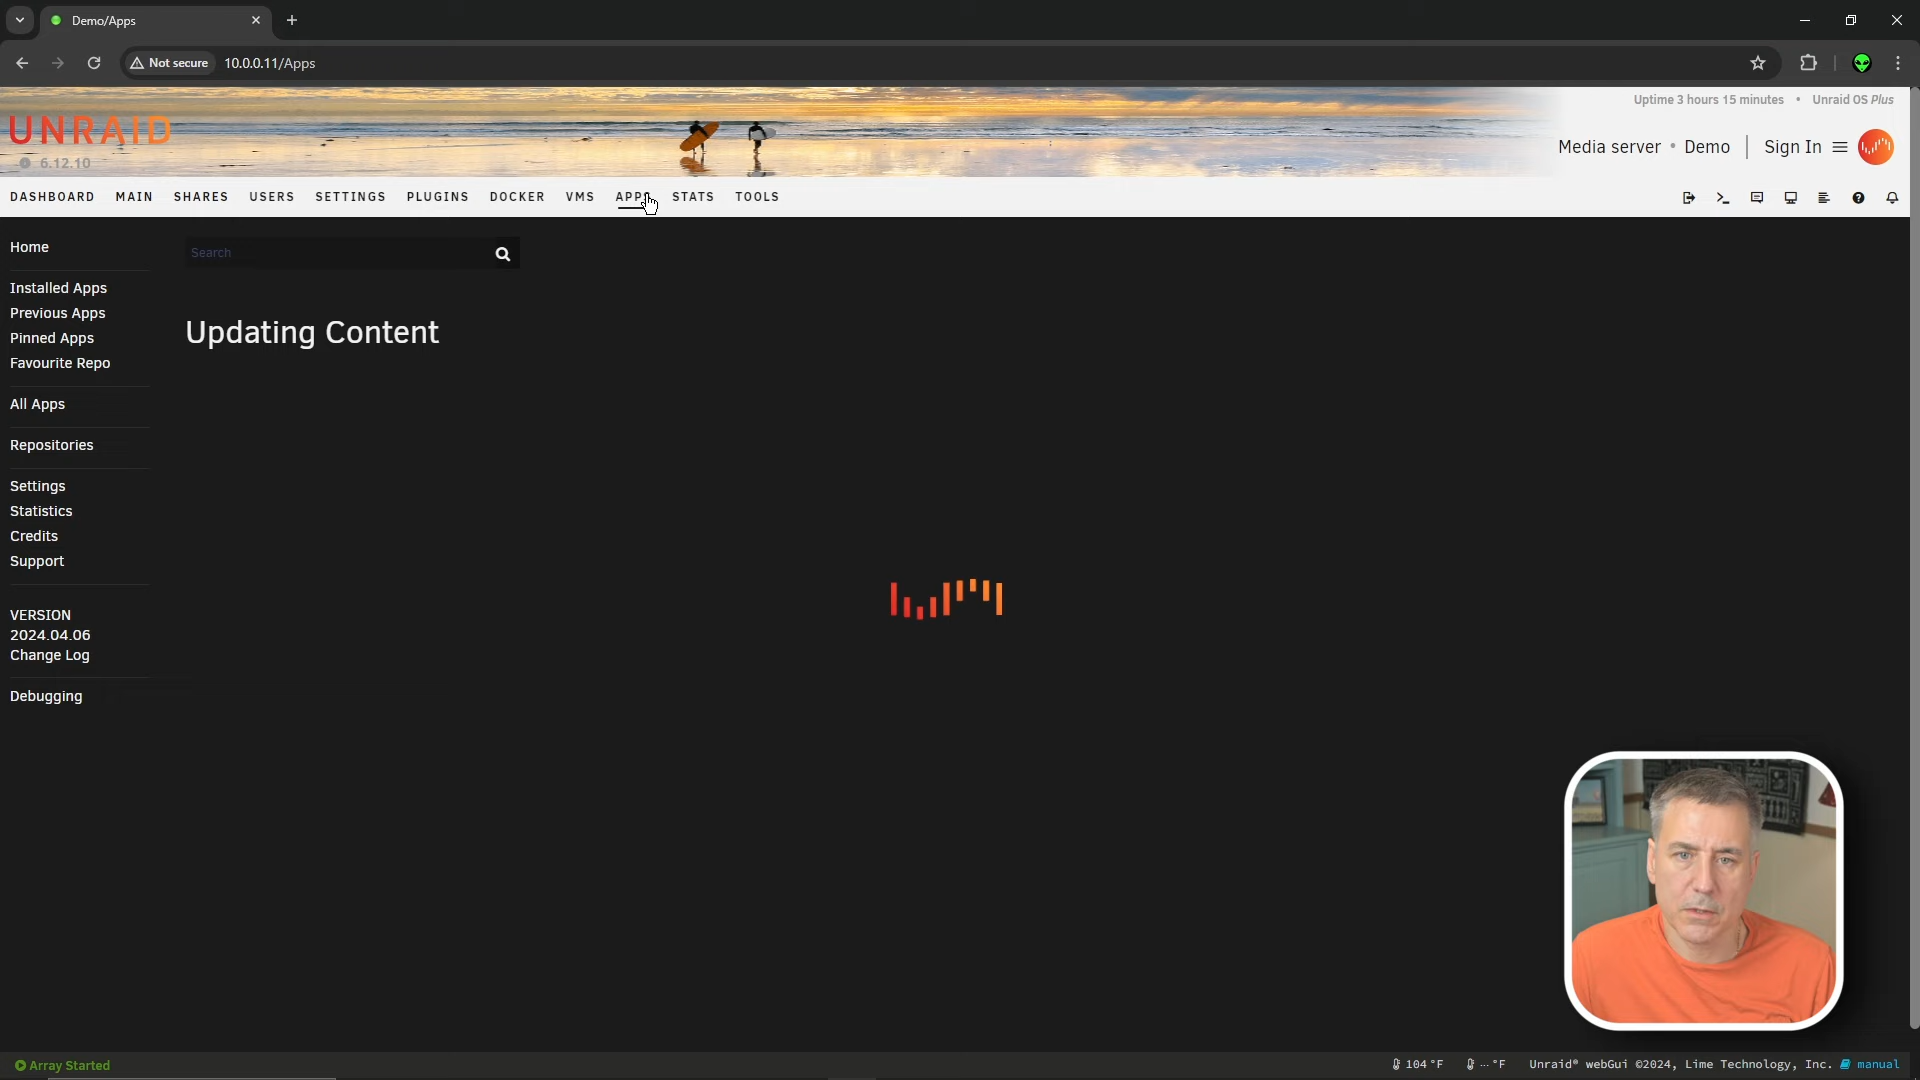 Demo/Apps
Not secure
10.0.0.11/Apps
UNRAID
6.12.10
Uptime 3 hours 15 minutes • Unraid OS Plus
Media server • Demo
Sign In
DASHBOARD MAIN SHARES USERS SETTINGS PLUGINS DOCKER VMS APPS STATS TOOLS
Home
Search
Installed Apps
Previous Apps
Pinned Apps
Favourite Repo
All Apps
Repositories
Settings
Statistics
Credits
Support
VERSION
2024.04.06
Change Log
Debugging
Updating Content
Array Started
104 °F
-- °F
Unraid® webGui ©2024, Lime Technology, Inc.
manual